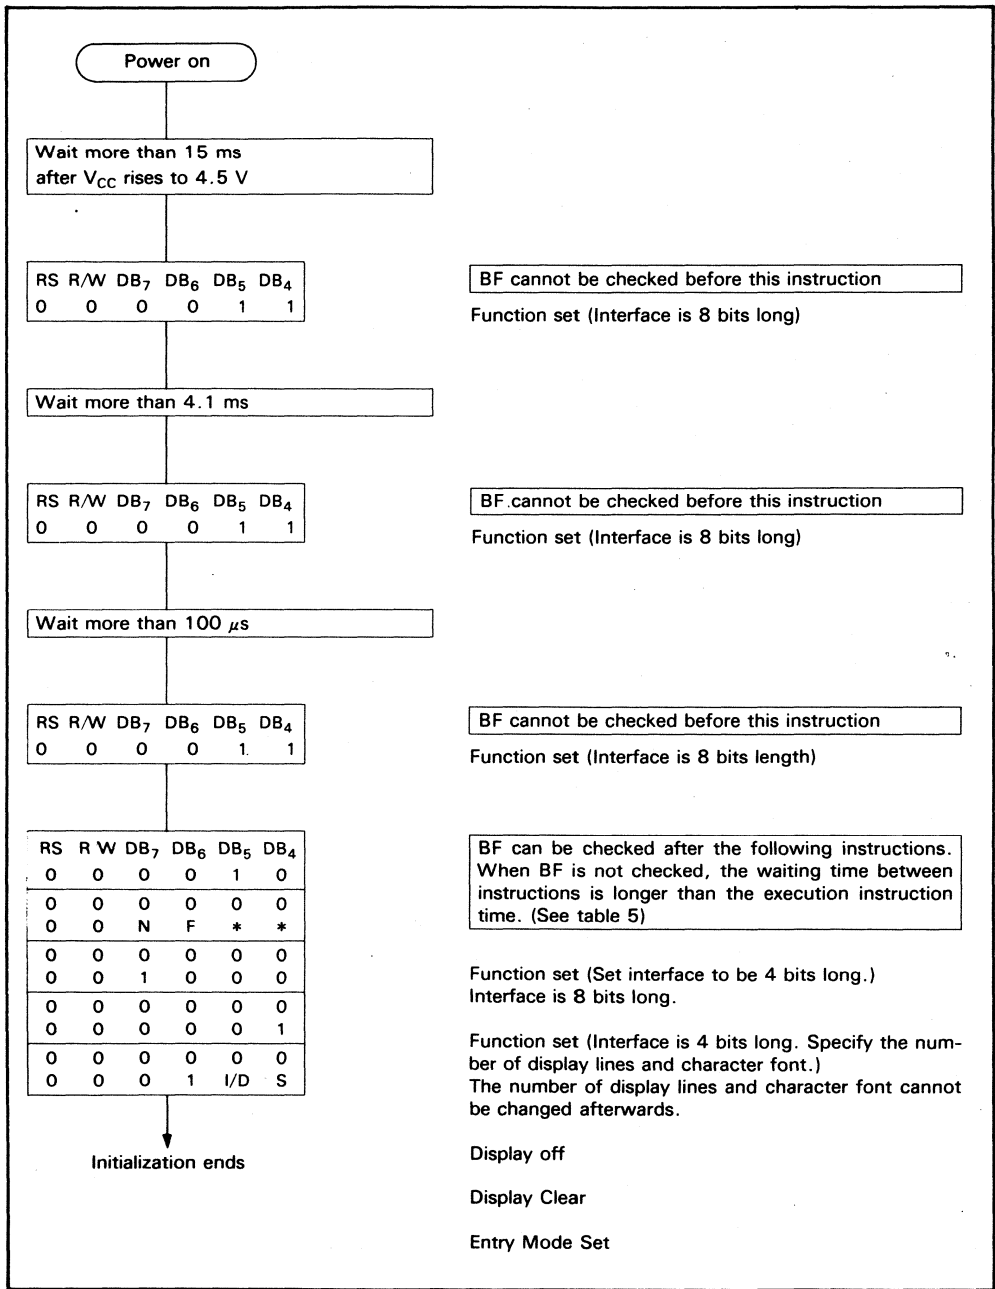 Power on
Wait more than 15 ms
after VCC rises to 4.5 V
RS R/W DB7 DB6 DB5 DB4
0 0 0 0 1 1
BF cannot be checked before this instruction
Function set (Interface is 8 bits long)
Wait more than 4.1 ms
RS R/W DB7 DB6 DB5 DB4
0 0 0 0 1 1
BF cannot be checked before this instruction
Function set (Interface is 8 bits long)
Wait more than 100 μs
RS R/W DB7 DB6 DB5 DB4
0 0 0 0 1 1
BF cannot be checked before this instruction
Function set (Interface is 8 bits length)
RS R W DB7 DB6 DB5 DB4
0 0 0 0 1 0
0 0 0 0 0 0
0 0 N F * *
0 0 0 0 0 0
0 0 1 0 0 0
0 0 0 0 0 0
0 0 0 0 0 1
0 0 0 0 0 0
0 0 0 1 I/D S
Initialization ends
BF can be checked after the following instructions.
When BF is not checked, the waiting time between
instructions is longer than the execution instruction
time. (See table 5)
Function set (Set interface to be 4 bits long.)
Interface is 8 bits long.
Function set (Interface is 4 bits long. Specify the num-
ber of display lines and character font.)
The number of display lines and character font cannot
be changed afterwards.
Display off
Display Clear
Entry Mode Set